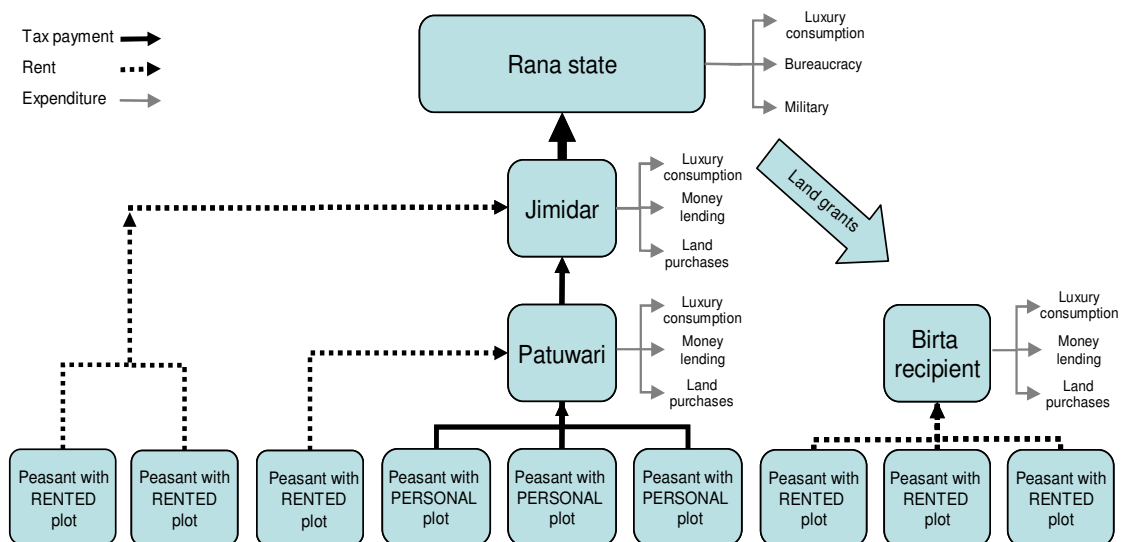 Tax payment
Rent
Expenditure
Rana state
Luxury
consumption
Bureaucracy
Military
Land grants
Jimidar
Luxury
consumption
Money
lending
Land
purchases
Patuwari
Luxury
consumption
Money
lending
Land
purchases
Birta
recipient
Luxury
consumption
Money
lending
Land
purchases
Peasant with
RENTED
plot
Peasant with
RENTED
plot
Peasant with
RENTED
plot
Peasant with
PERSONAL
plot
Peasant with
PERSONAL
plot
Peasant with
PERSONAL
plot
Peasant with
RENTED
plot
Peasant with
RENTED
plot
Peasant with
RENTED
plot